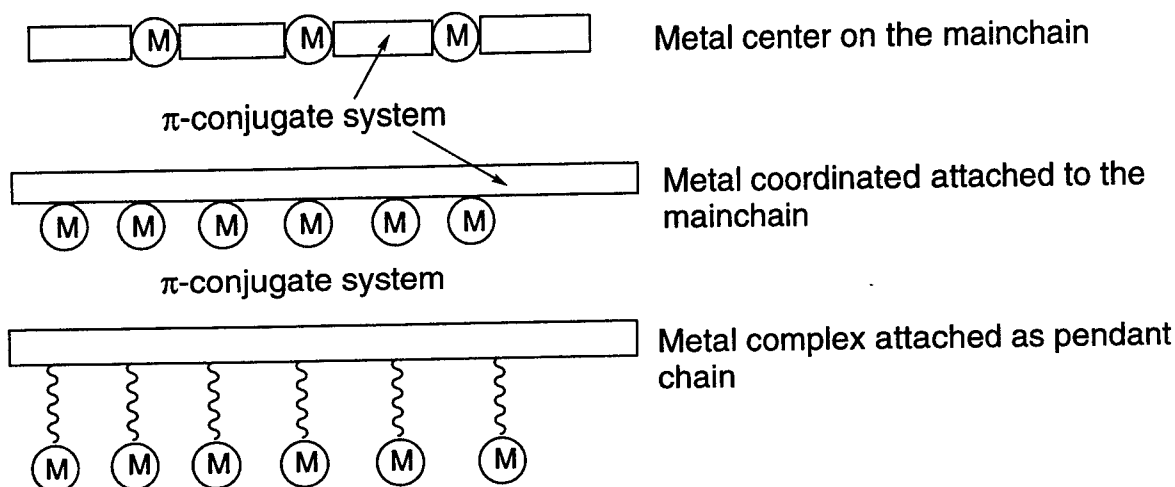 M M M Metal center on the mainchain
π-conjugate system
Metal coordinated attached to the
mainchain
M M M M M M
π-conjugate system
Metal complex attached as pendant
chain
M M M M M M